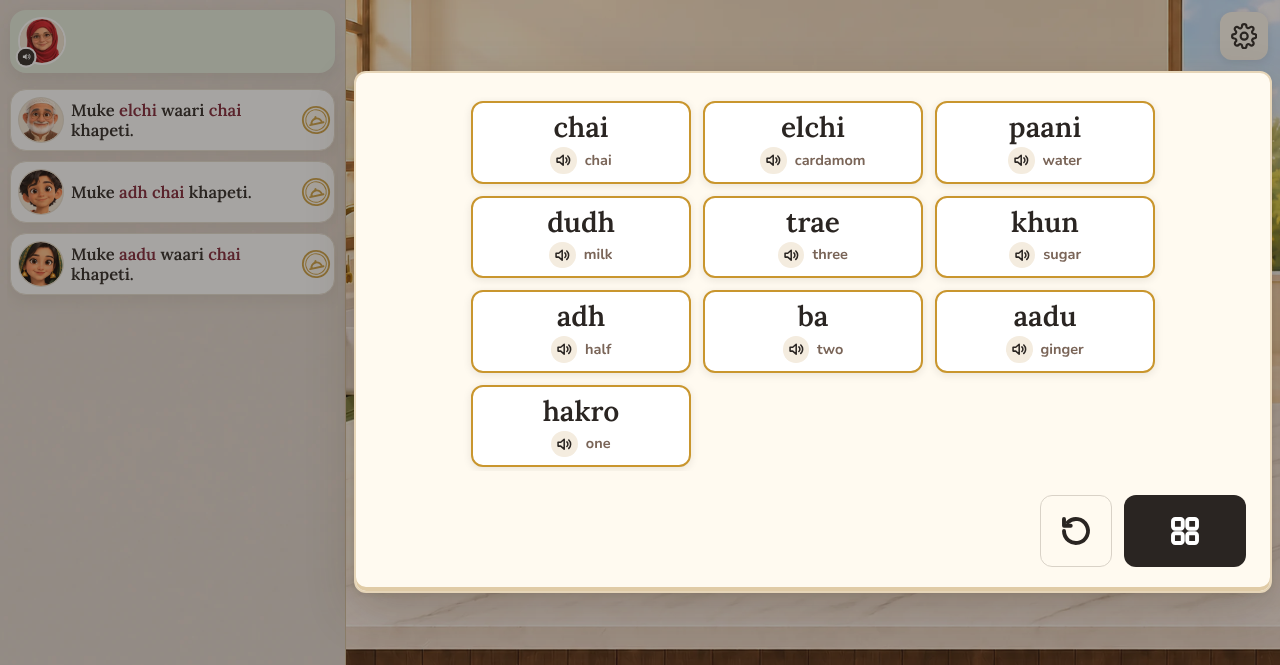 Muke elchi waari chai
khapeti.
Muke adh chai khapeti.
Muke aadu waari chai
khapeti.
chai
chai
elchi
cardamom
paani
water
dudh
milk
trae
three
khun
sugar
adh
half
ba
two
aadu
ginger
hakro
one